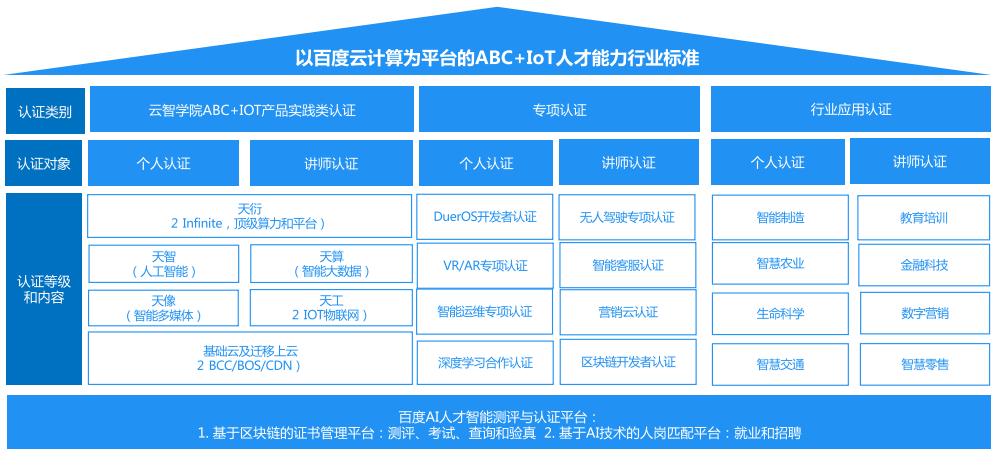 以百度云计算为平台的ABC+IoT人才能力行业标准
认证类别
云智学院ABC+IOT产品实践类认证
专项认证
行业应用认证
认证对象
个人认证
讲师认证
个人认证
讲师认证
个人认证
讲师认证
认证等级
和内容
天衍
2 Infinite，顶级算力和平台）
天智
（人工智能）
天算
（智能大数据）
天像
（智能多媒体）
天工
2 IOT物联网）
基础云及迁移上云
2 BCC/BOS/CDN）
DuerOS开发者认证
无人驾驶专项认证
VR/AR专项认证
智能客服认证
智能运维专项认证
营销云认证
深度学习合作认证
区块链开发者认证
智能制造
教育培训
智慧农业
金融科技
生命科学
数字营销
智慧交通
智慧零售
百度AI人才智能测评与认证平台：
1. 基于区块链的证书管理平台：测评、考试、查询和验真 2. 基于AI技术的人岗匹配平台：就业和招聘